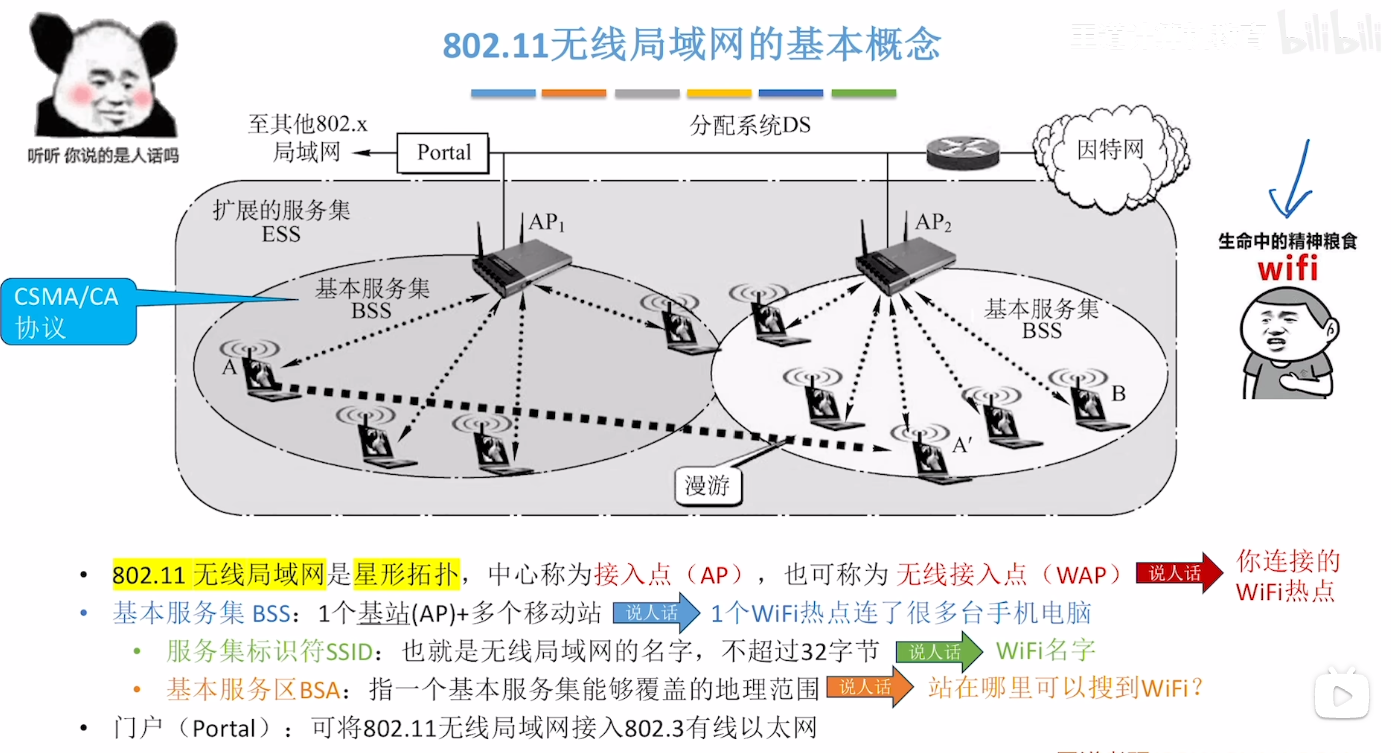 802.11无线局域网的基本概念
bilibili
听听 你说的是人话吗
至其他802.x
局域网
Portal
分配系统DS
因特网
扩展的服务集
ESS
AP1
AP2
生命中的精神粮食
wifi
CSMA/CA
协议
基本服务集
BSS
基本服务集
BSS
A
B
A′
漫游
802.11 无线局域网是星形拓扑，中心称为接入点（AP），也可称为 无线接入点（WAP） 说人话 你连接的
WiFi热点
基本服务集 BSS：1个基站(AP)+多个移动站 说人话 1个WiFi热点连了很多台手机电脑
服务集标识符SSID：也就是无线局域网的名字，不超过32字节 说人话 WiFi名字
基本服务区BSA：指一个基本服务集能够覆盖的地理范围 说人话 站在哪里可以搜到WiFi？
门户（Portal）：可将802.11无线局域网接入802.3有线以太网